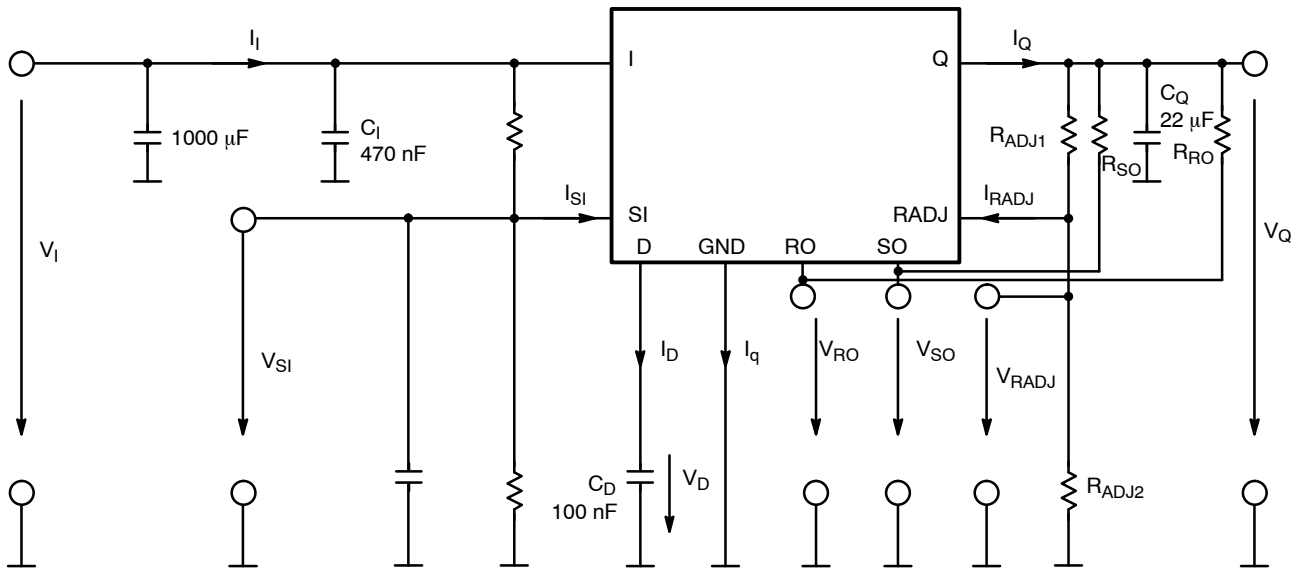 I_I
I
Q
I_Q
1000 μF
C_I
470 nF
R_ADJ1
R_SO
C_Q
22 μF
R_RO
I_SI
SI
RADJ
I_RADJ
D
GND
RO
SO
V_I
V_SI
I_D
I_q
V_RO
V_SO
V_RADJ
V_Q
C_D
100 nF
V_D
R_ADJ2